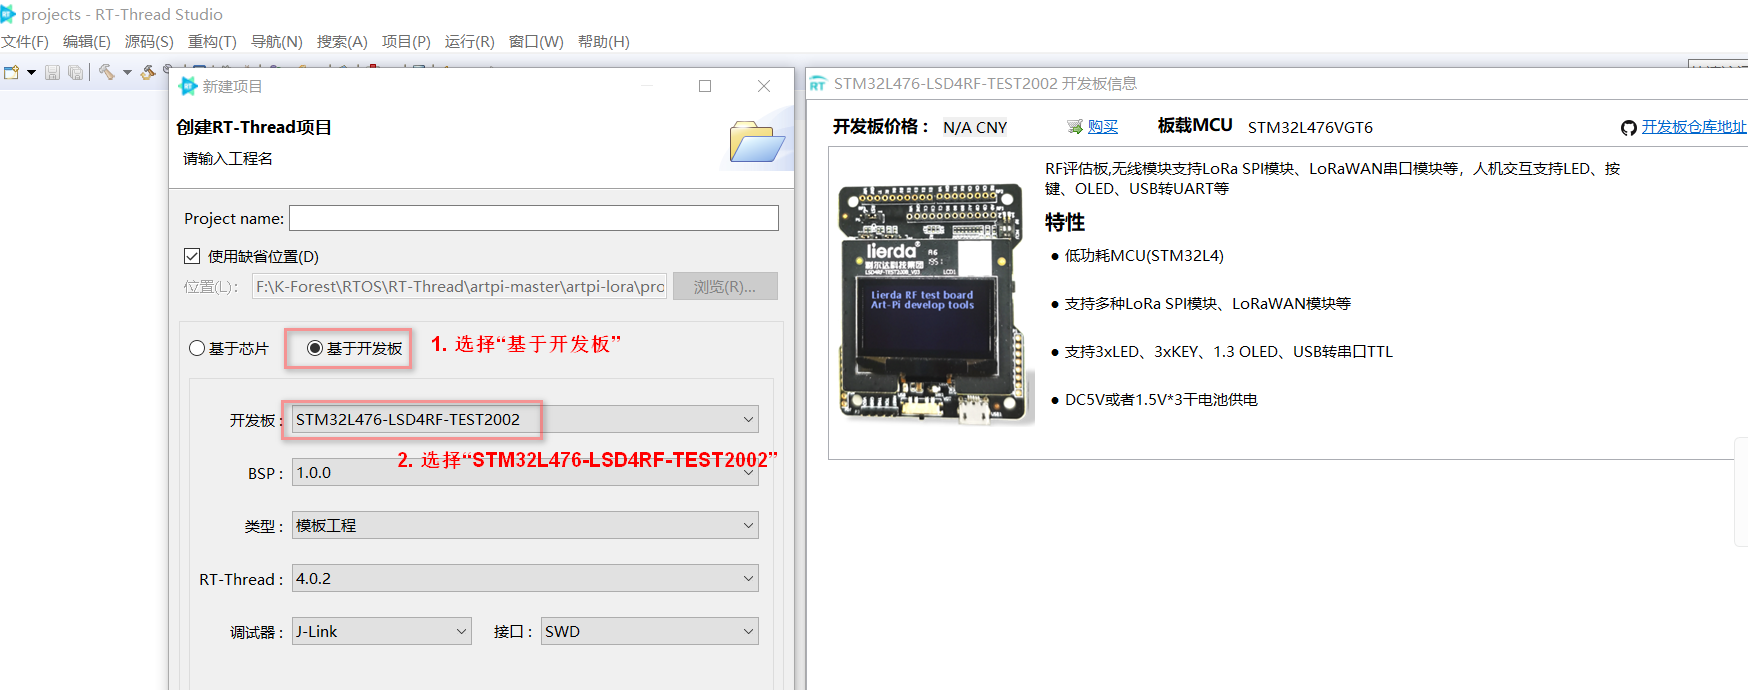 projects - RT-Thread Studio
文件(F) 编辑(E) 源码(S) 重构(T) 导航(N) 搜索(A) 项目(P) 运行(R) 窗口(W) 帮助(H)
新建项目
创建RT-Thread项目
请输入工程名
Project name:
使用缺省位置(D)
位置(L): F:\K-Forest\RTOS\RT-Thread\artpi-master\artpi-lora\pro 浏览(R)...
基于芯片 基于开发板 1. 选择“基于开发板”
开发板: STM32L476-LSD4RF-TEST2002
2. 选择“STM32L476-LSD4RF-TEST2002”
BSP: 1.0.0
类型: 模板工程
RT-Thread: 4.0.2
调试器: J-Link 接口: SWD
RT STM32L476-LSD4RF-TEST2002 开发板信息
开发板价格: N/A CNY 购买 板载MCU STM32L476VGT6 开发板仓库地址
RF评估板,无线模块支持LoRa SPI模块、LoRaWAN串口模块等，人机交互支持LED、按
键、OLED、USB转UART等
特性
● 低功耗MCU(STM32L4)
● 支持多种LoRa SPI模块、LoRaWAN模块等
● 支持3xLED、3xKEY、1.3 OLED、USB转串口TTL
● DC5V或者1.5V*3干电池供电
lierda
利尔达科技集团
LCD1
Lierda RF test board
Art-Pi develop tools